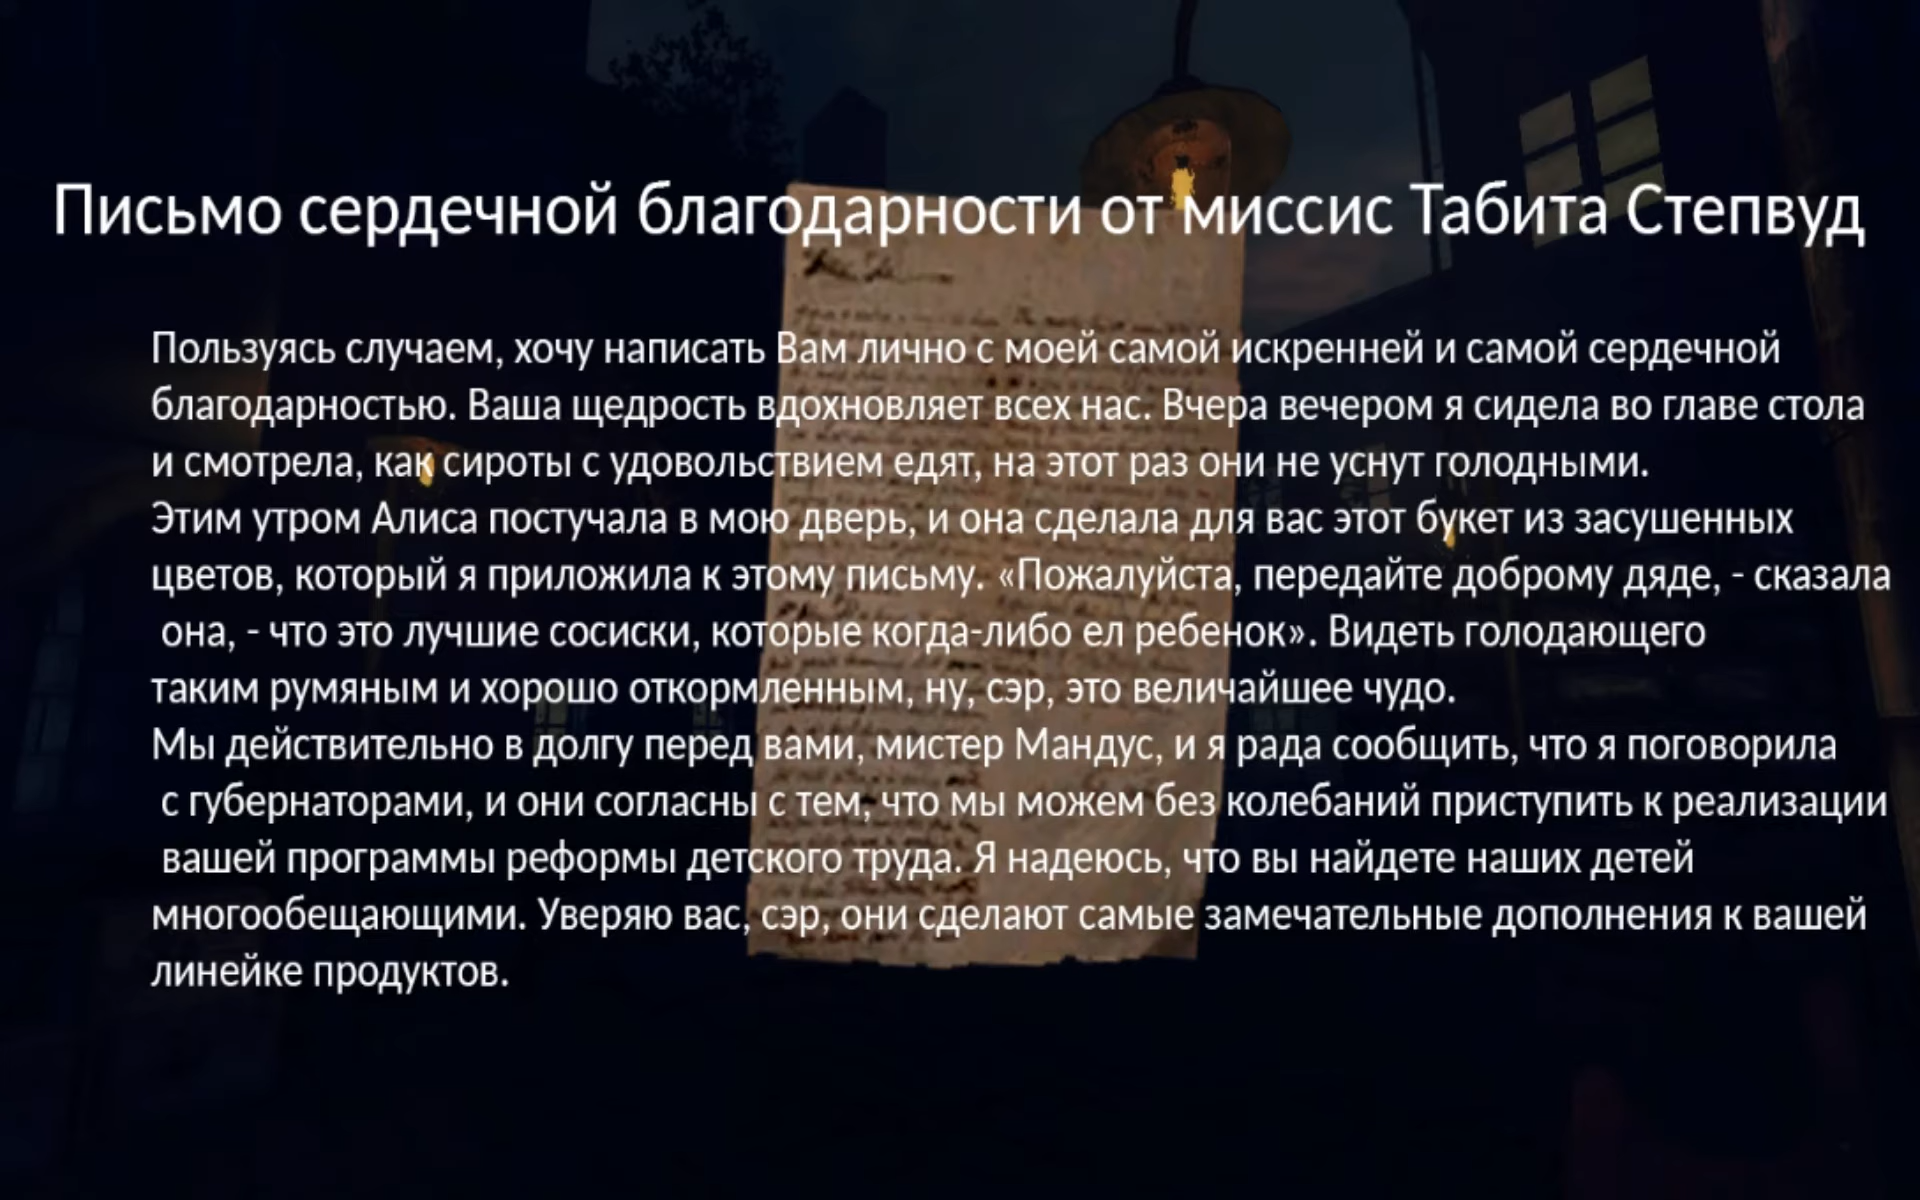 Письмо сердечной благодарности от миссис Табита Степвуд
Пользуясь случаем, хочу написать Вам лично с моей самой искренней и самой сердечной
благодарностью. Ваша щедрость вдохновляет всех нас. Вчера вечером я сидела во главе стола
и смотрела, как сироты с удовольствием едят, на этот раз они не уснут голодными.
Этим утром Алиса постучала в мою дверь, и она сделала для вас этот букет из засушенных
цветов, который я приложила к этому письму. «Пожалуйста, передайте доброму дяде, - сказала
она, - что это лучшие сосиски, которые когда-либо ел ребенок». Видеть голодающего
таким румяным и хорошо откормленным, ну, сэр, это величайшее чудо.
Мы действительно в долгу перед вами, мистер Мандус, и я рада сообщить, что я поговорила
с губернаторами, и они согласны с тем, что мы можем без колебаний приступить к реализации
вашей программы реформы детского труда. Я надеюсь, что вы найдете наших детей
многообещающими. Уверяю вас, сэр, они сделают самые замечательные дополнения к вашей
линейке продуктов.